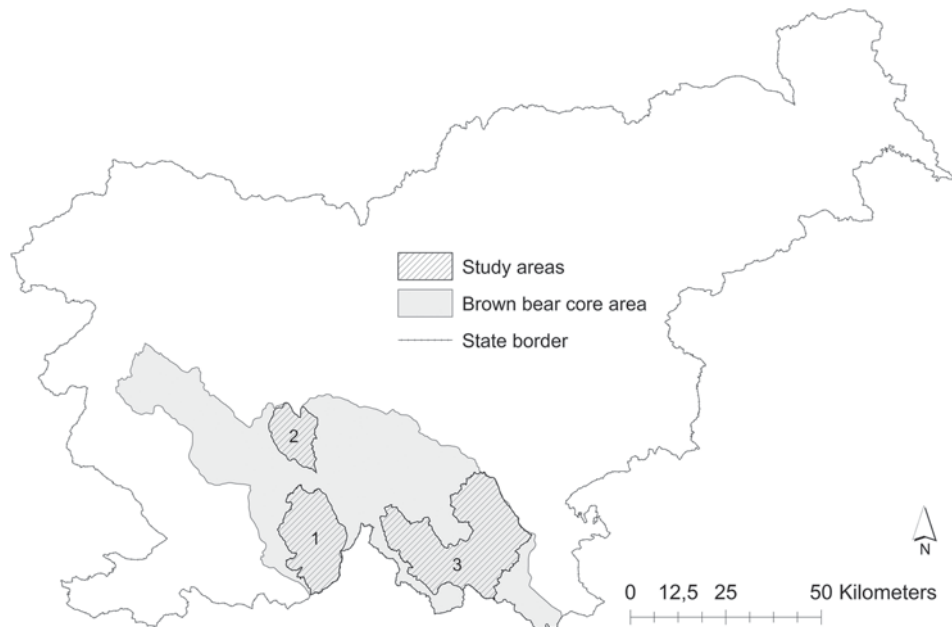 Study areas
Brown bear core area
State border
2
1
3
N
0 12,5 25 50 Kilometers